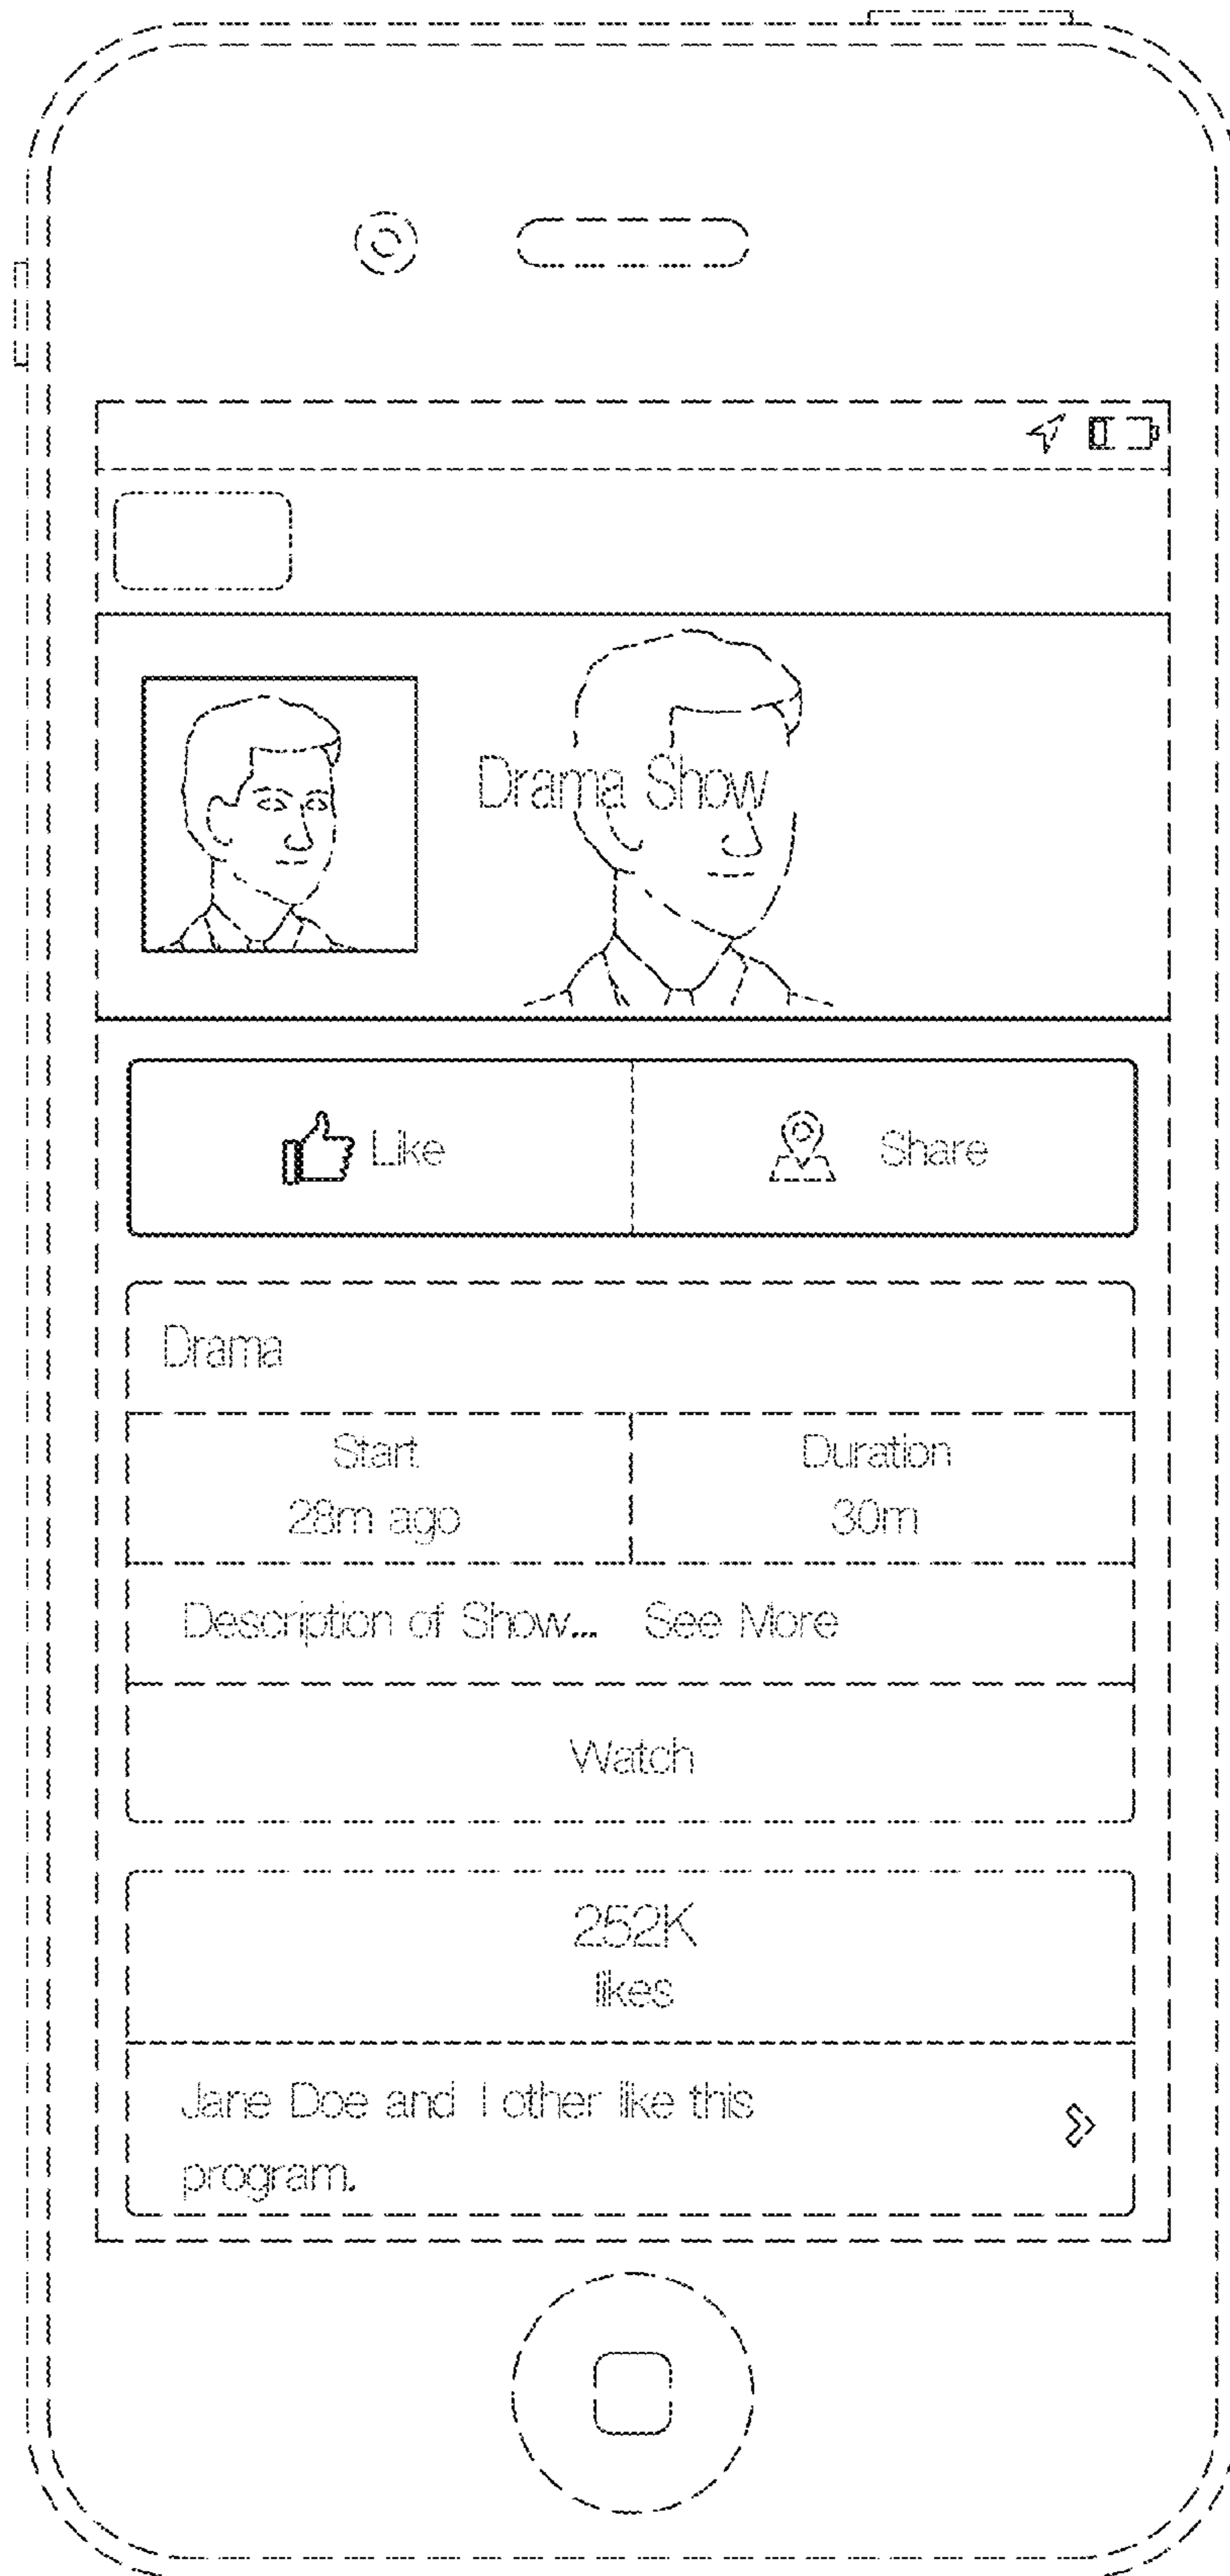 Drama Show
Like
Share
Drama
Start
Duration
28m ago
30m
Description of Show... See More
Watch
252K
likes
Jane Doe and 1 other like this
program.